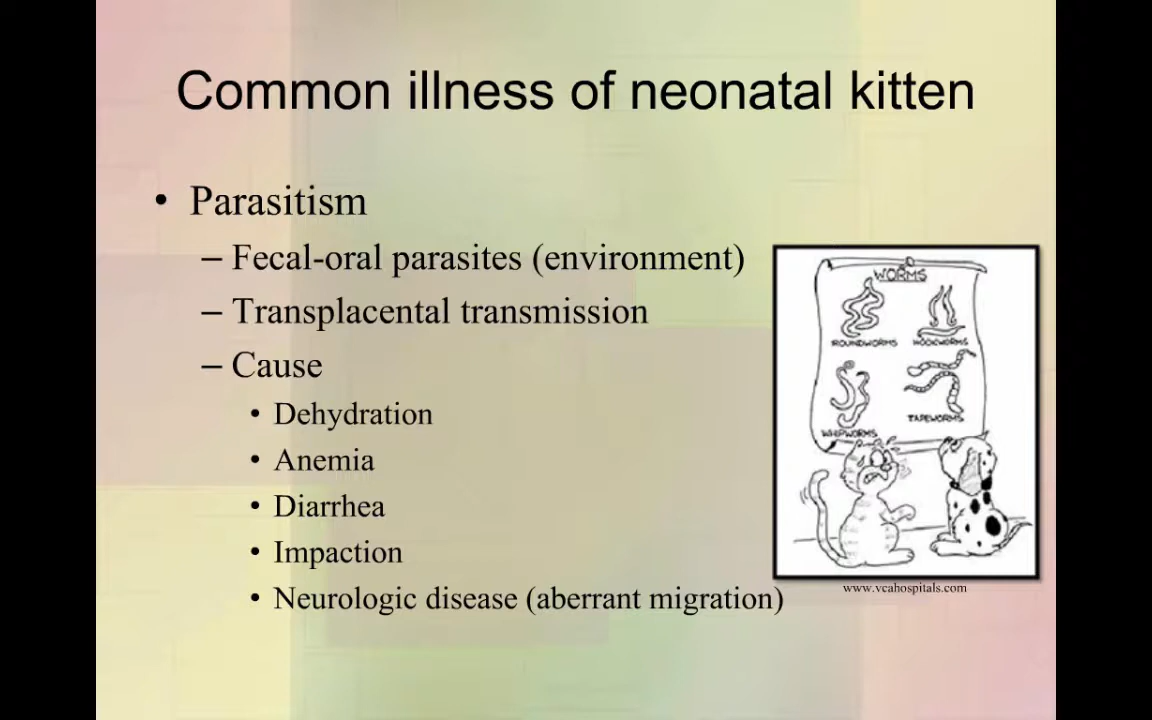 Common illness of neonatal kitten
• Parasitism
– Fecal-oral parasites (environment)
– Transplacental transmission
– Cause
• Dehydration
• Anemia
• Diarrhea
• Impaction
• Neurologic disease (aberrant migration)
WORMS
ROUNDWORMS HOOKWORMS
WHIPWORMS TAPEWORMS
www.vcahospitals.com